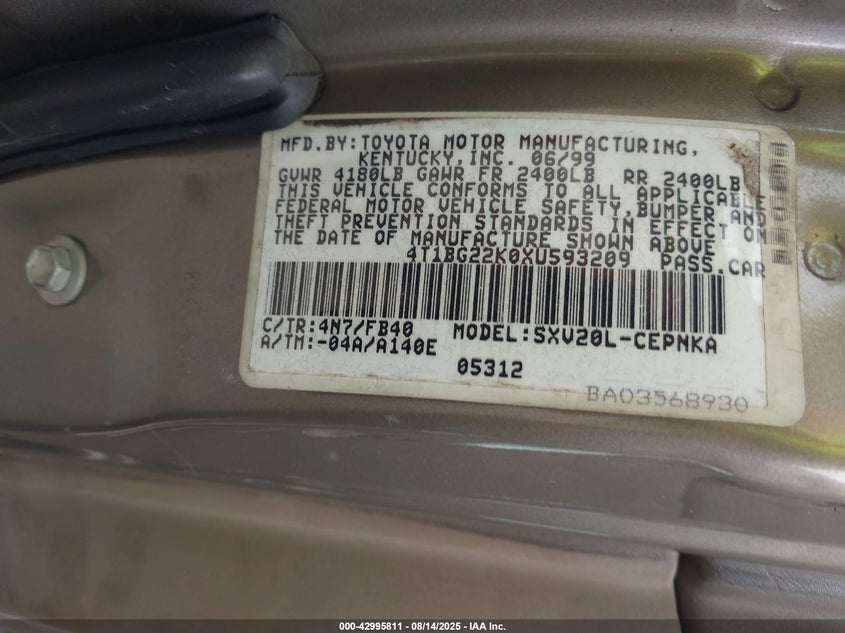 MFD.BY:TOYOTA MOTOR MANUFACTURING,
KENTUCKY,INC. 06/99
GVWR 4180LB GAWR FR 2400LB RR 2400LB
THIS VEHICLE CONFORMS TO ALL APPLICABLE
FEDERAL MOTOR VEHICLE SAFETY,BUMPER AND
THEFT PREVENTION STANDARDS IN EFFECT ON
THE DATE OF MANUFACTURE SHOWN ABOVE
4T1BG22K0XU593209 PASS.CAR
C/TR:4N7/FB40 MODEL:SXV20L-CEPNKA
A/TM:-04A/A140E
05312
BA03568930
000-42995811 - 08/14/2025 - IAA Inc.